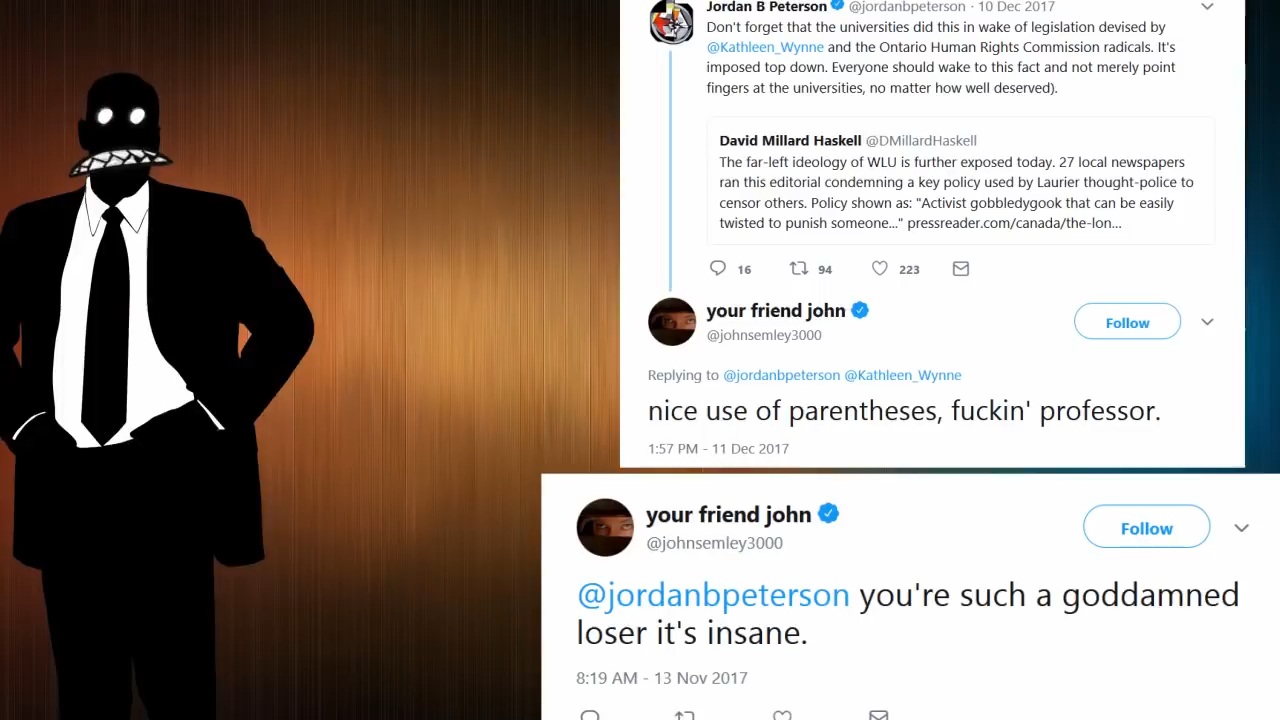 Jordan B Peterson @jordanbpeterson · 10 Dec 2017
Don't forget that the universities did this in wake of legislation devised by
@Kathleen_Wynne and the Ontario Human Rights Commission radicals. It's
imposed top down. Everyone should wake to this fact and not merely point
fingers at the universities, no matter how well deserved).
David Millard Haskell @DMillardHaskell
The far-left ideology of WLU is further exposed today. 27 local newspapers
ran this editorial condemning a key policy used by Laurier thought-police to
censor others. Policy shown as: "Activist gobbledygook that can be easily
twisted to punish someone..." pressreader.com/canada/the-lon...
16 94 223
your friend john
Follow
@johnsemley3000
Replying to @jordanbpeterson @Kathleen_Wynne
nice use of parentheses, fuckin' professor.
1:57 PM - 11 Dec 2017
your friend john
Follow
@johnsemley3000
@jordanbpeterson you're such a goddamned
loser it's insane.
8:19 AM - 13 Nov 2017